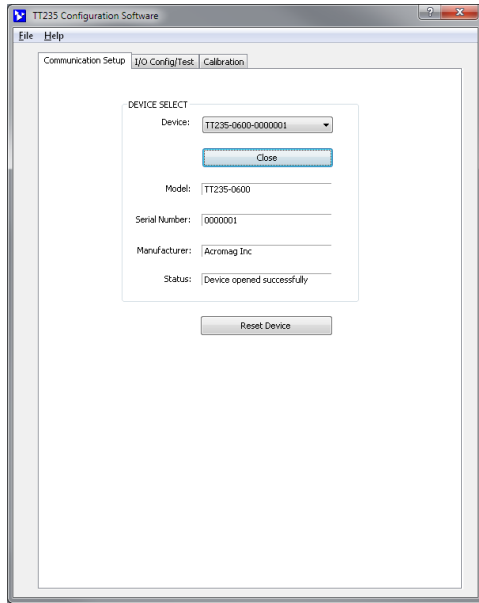 TT235 Configuration Software
File Help
Communication Setup I/O Config/Test Calibration
DEVICE SELECT
Device: TT235-0600-0000001
Close
Model: TT235-0600
Serial Number: 0000001
Manufacturer: Acromag Inc
Status: Device opened successfully
Reset Device